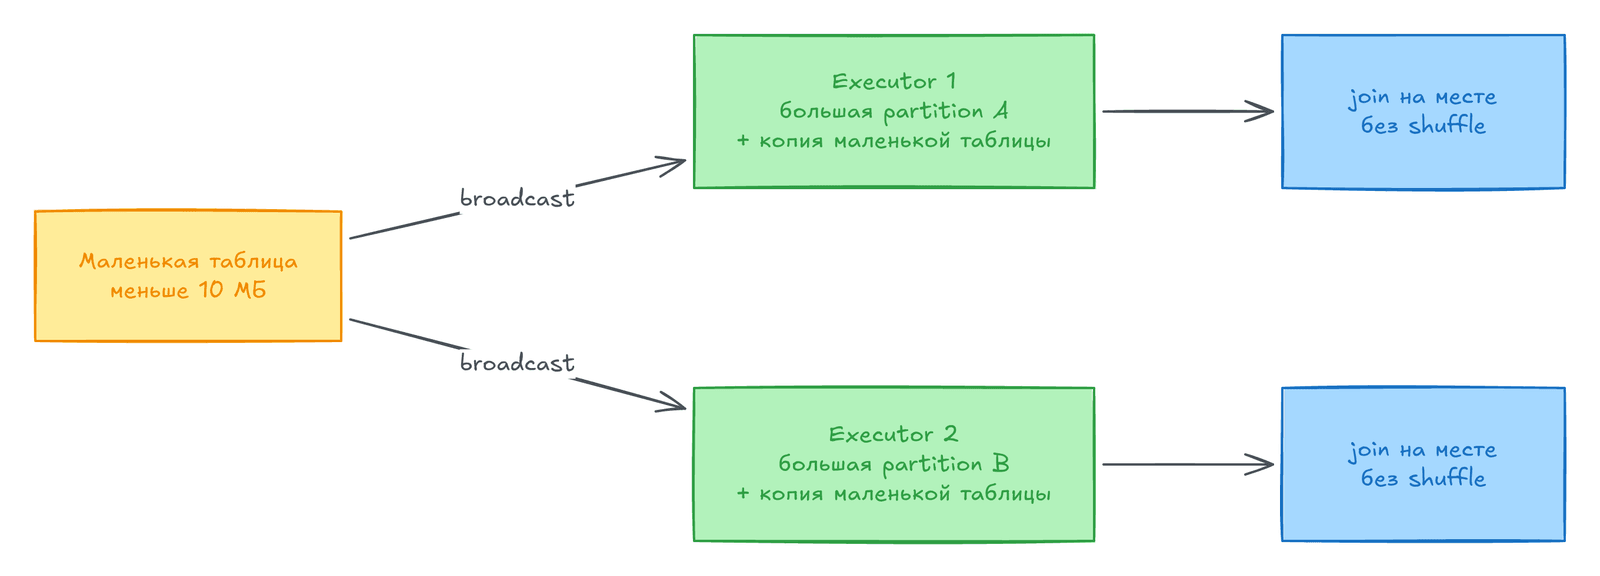 Маленькая таблица
меньше 10 МБ
broadcast
broadcast
Executor 1
большая partition A
+ копия маленькой таблицы
join на месте
без shuffle
Executor 2
большая partition B
+ копия маленькой таблицы
join на месте
без shuffle